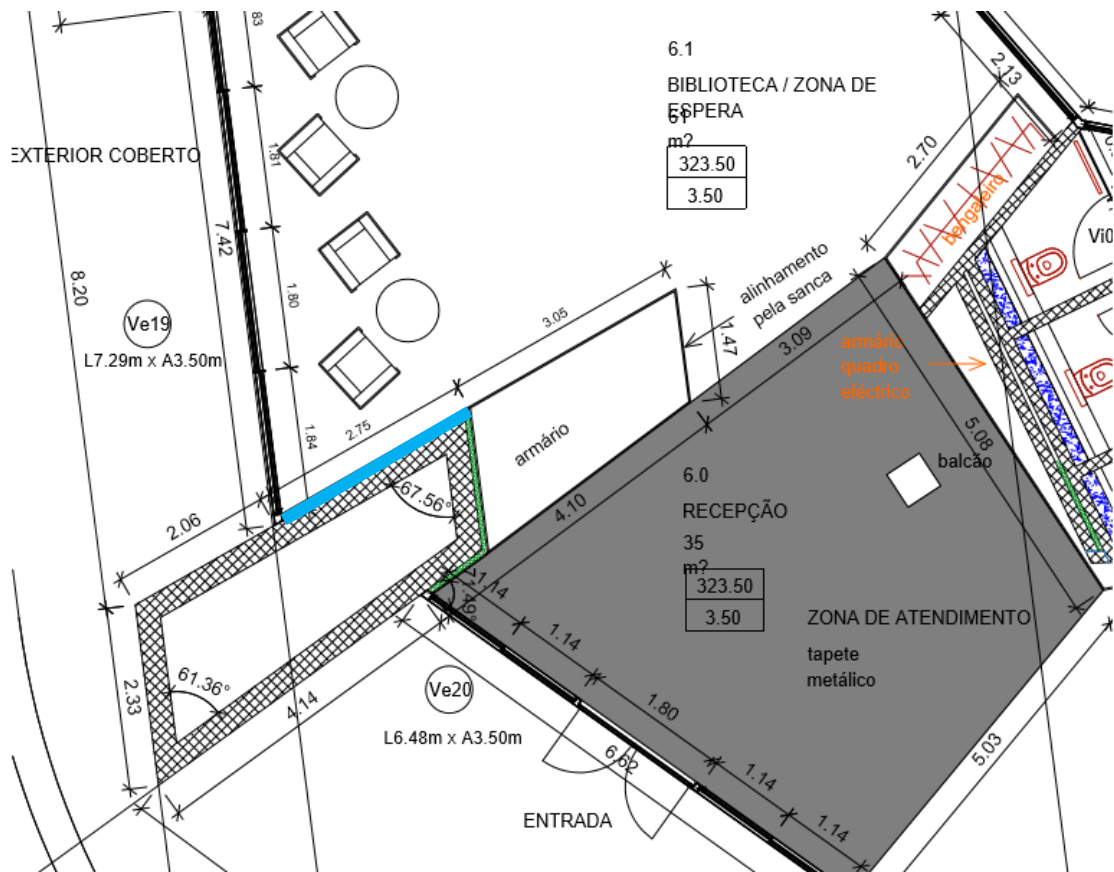 .83
2.13
6.1
BIBLIOTECA / ZONA DE
ESPERA
61
m?
323.50
3.50
EXTERIOR COBERTO
1.81
2.70
bengaleiro
Vi0
7.42
8.20
1.80
Ve19
L7.29m x A3.50m
3.05
alinhamento
pela sanca
1.47
3.09
armário
quadro
eléctrico
2.75
1.84
armário
5.08
balcão
67.56°
6.0
RECEPÇÃO
35
m?
323.50
3.50
4.10
2.06
1.14
1.14
ZONA DE ATENDIMENTO
tapete
metálico
61.36°
2.33
4.14
Ve20
L6.48m x A3.50m
1.80
6.62
1.14
5.03
ENTRADA
1.14